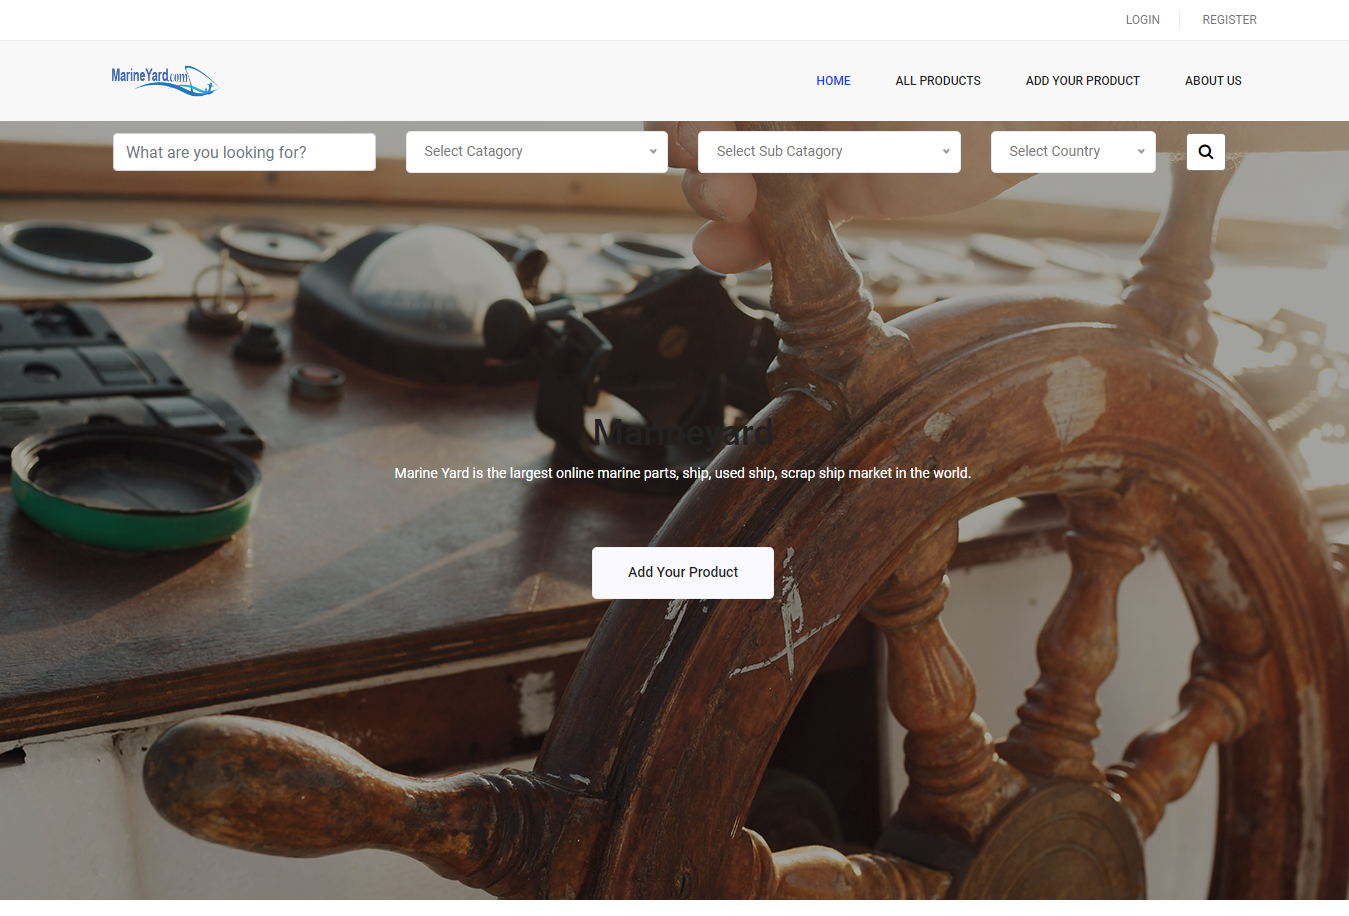 LOGIN
REGISTER
MarineYard.com
HOME
ALL PRODUCTS
ADD YOUR PRODUCT
ABOUT US
What are you looking for?
Select Catagory
Select Sub Catagory
Select Country
Marineyard
Marine Yard is the largest online marine parts, ship, used ship, scrap ship market in the world.
Add Your Product